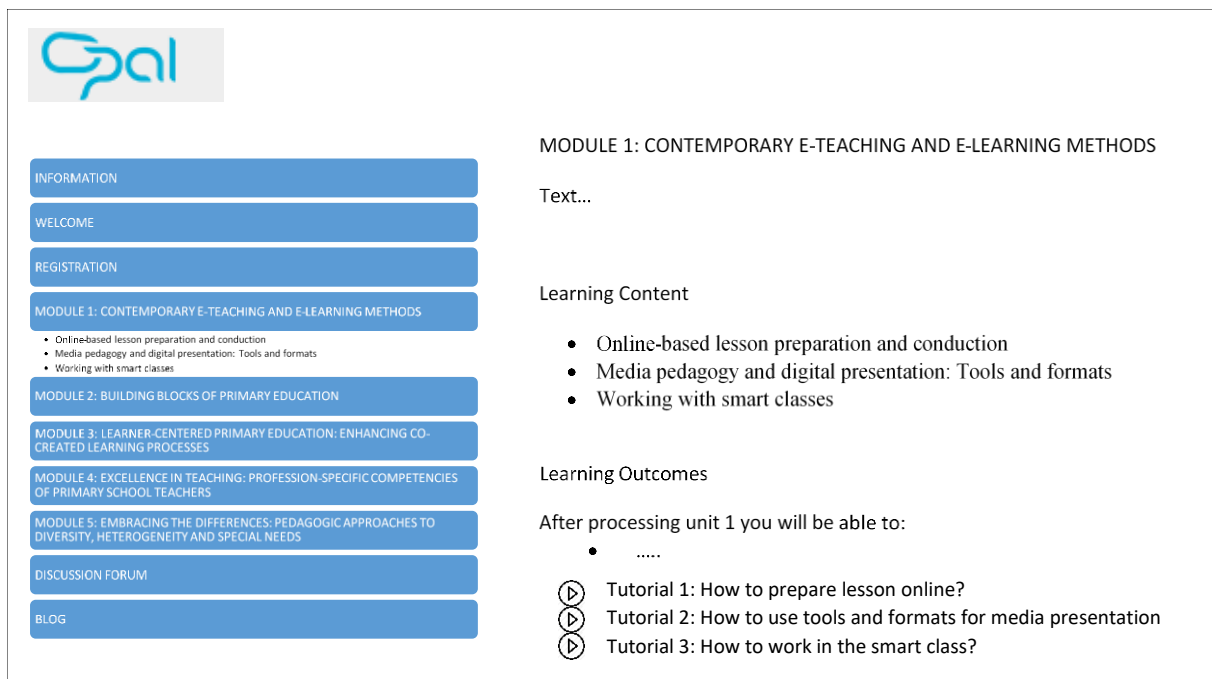 Opal
INFORMATION
WELCOME
REGISTRATION
MODULE 1: CONTEMPORARY E-TEACHING AND E-LEARNING METHODS
• Online-based lesson preparation and conduction
• Media pedagogy and digital presentation: Tools and formats
• Working with smart classes
MODULE 2: BUILDING BLOCKS OF PRIMARY EDUCATION
MODULE 3: LEARNER-CENTERED PRIMARY EDUCATION: ENHANCING CO-
CREATED LEARNING PROCESSES
MODULE 4: EXCELLENCE IN TEACHING: PROFESSION-SPECIFIC COMPETENCIES
OF PRIMARY SCHOOL TEACHERS
MODULE 5: EMBRACING THE DIFFERENCES: PEDAGOGIC APPROACHES TO
DIVERSITY, HETEROGENEITY AND SPECIAL NEEDS
DISCUSSION FORUM
BLOG
MODULE 1: CONTEMPORARY E-TEACHING AND E-LEARNING METHODS
Text...
Learning Content
• Online-based lesson preparation and conduction
• Media pedagogy and digital presentation: Tools and formats
• Working with smart classes
Learning Outcomes
After processing unit 1 you will be able to:
• .....
Tutorial 1: How to prepare lesson online?
Tutorial 2: How to use tools and formats for media presentation
Tutorial 3: How to work in the smart class?